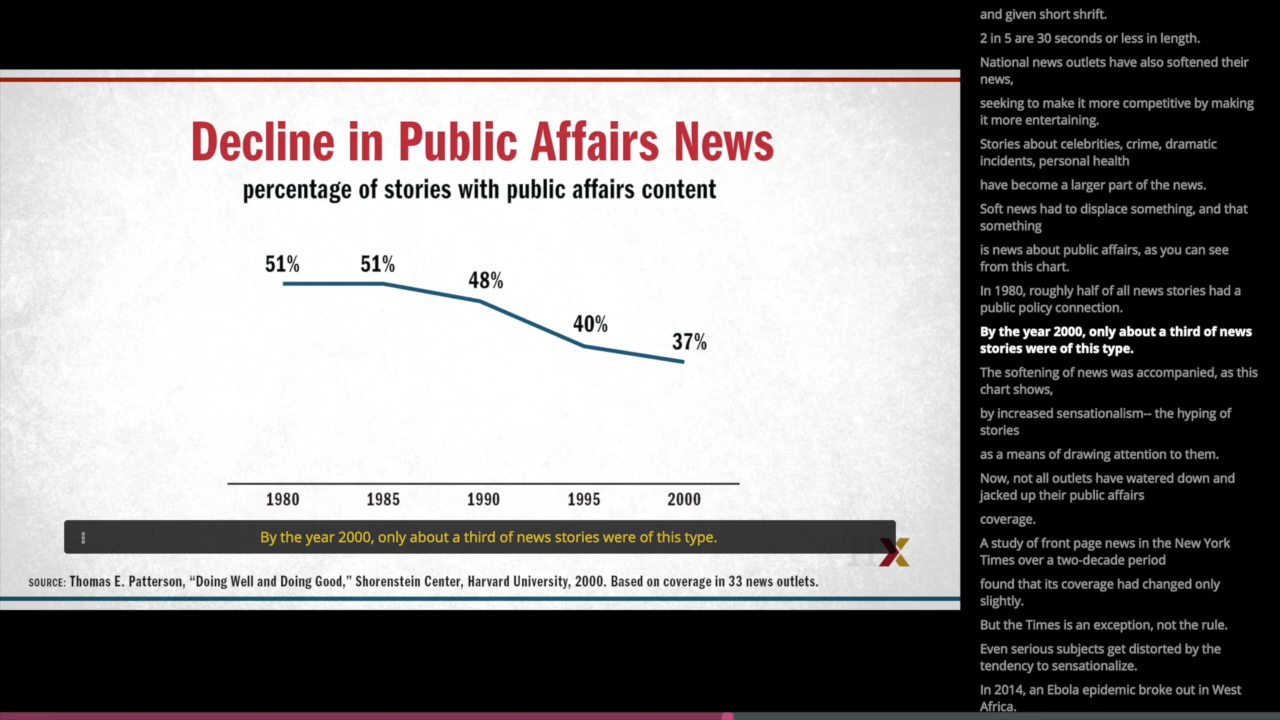 Decline in Public Affairs News
percentage of stories with public affairs content
51%
51%
48%
40%
37%
1980
1985
1990
1995
2000
By the year 2000, only about a third of news stories were of this type.
SOURCE: Thomas E. Patterson, “Doing Well and Doing Good,” Shorenstein Center, Harvard University, 2000. Based on coverage in 33 news outlets.
and given short shrift.
2 in 5 are 30 seconds or less in length.
National news outlets have also softened their
news,
seeking to make it more competitive by making
it more entertaining.
Stories about celebrities, crime, dramatic
incidents, personal health
have become a larger part of the news.
Soft news had to displace something, and that
something
is news about public affairs, as you can see
from this chart.
In 1980, roughly half of all news stories had a
public policy connection.
By the year 2000, only about a third of news
stories were of this type.
The softening of news was accompanied, as this
chart shows,
by increased sensationalism-- the hyping of
stories
as a means of drawing attention to them.
Now, not all outlets have watered down and
jacked up their public affairs
coverage.
A study of front page news in the New York
Times over a two-decade period
found that its coverage had changed only
slightly.
But the Times is an exception, not the rule.
Even serious subjects get distorted by the
tendency to sensationalize.
In 2014, an Ebola epidemic broke out in West
Africa.